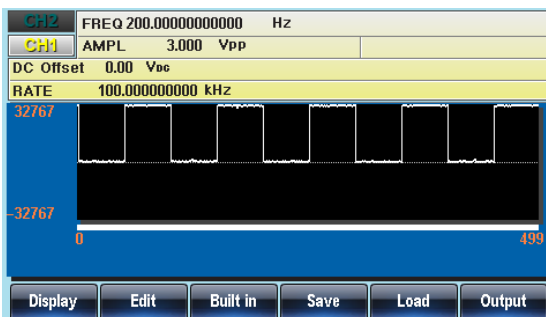 CH2 FREQ 200.00000000000 Hz
CH1 AMPL 3.000 Vpp
DC Offset 0.00 VDC
RATE 100.000000000 kHz
32767
-32767
0 499
Display Edit Built in Save Load Output